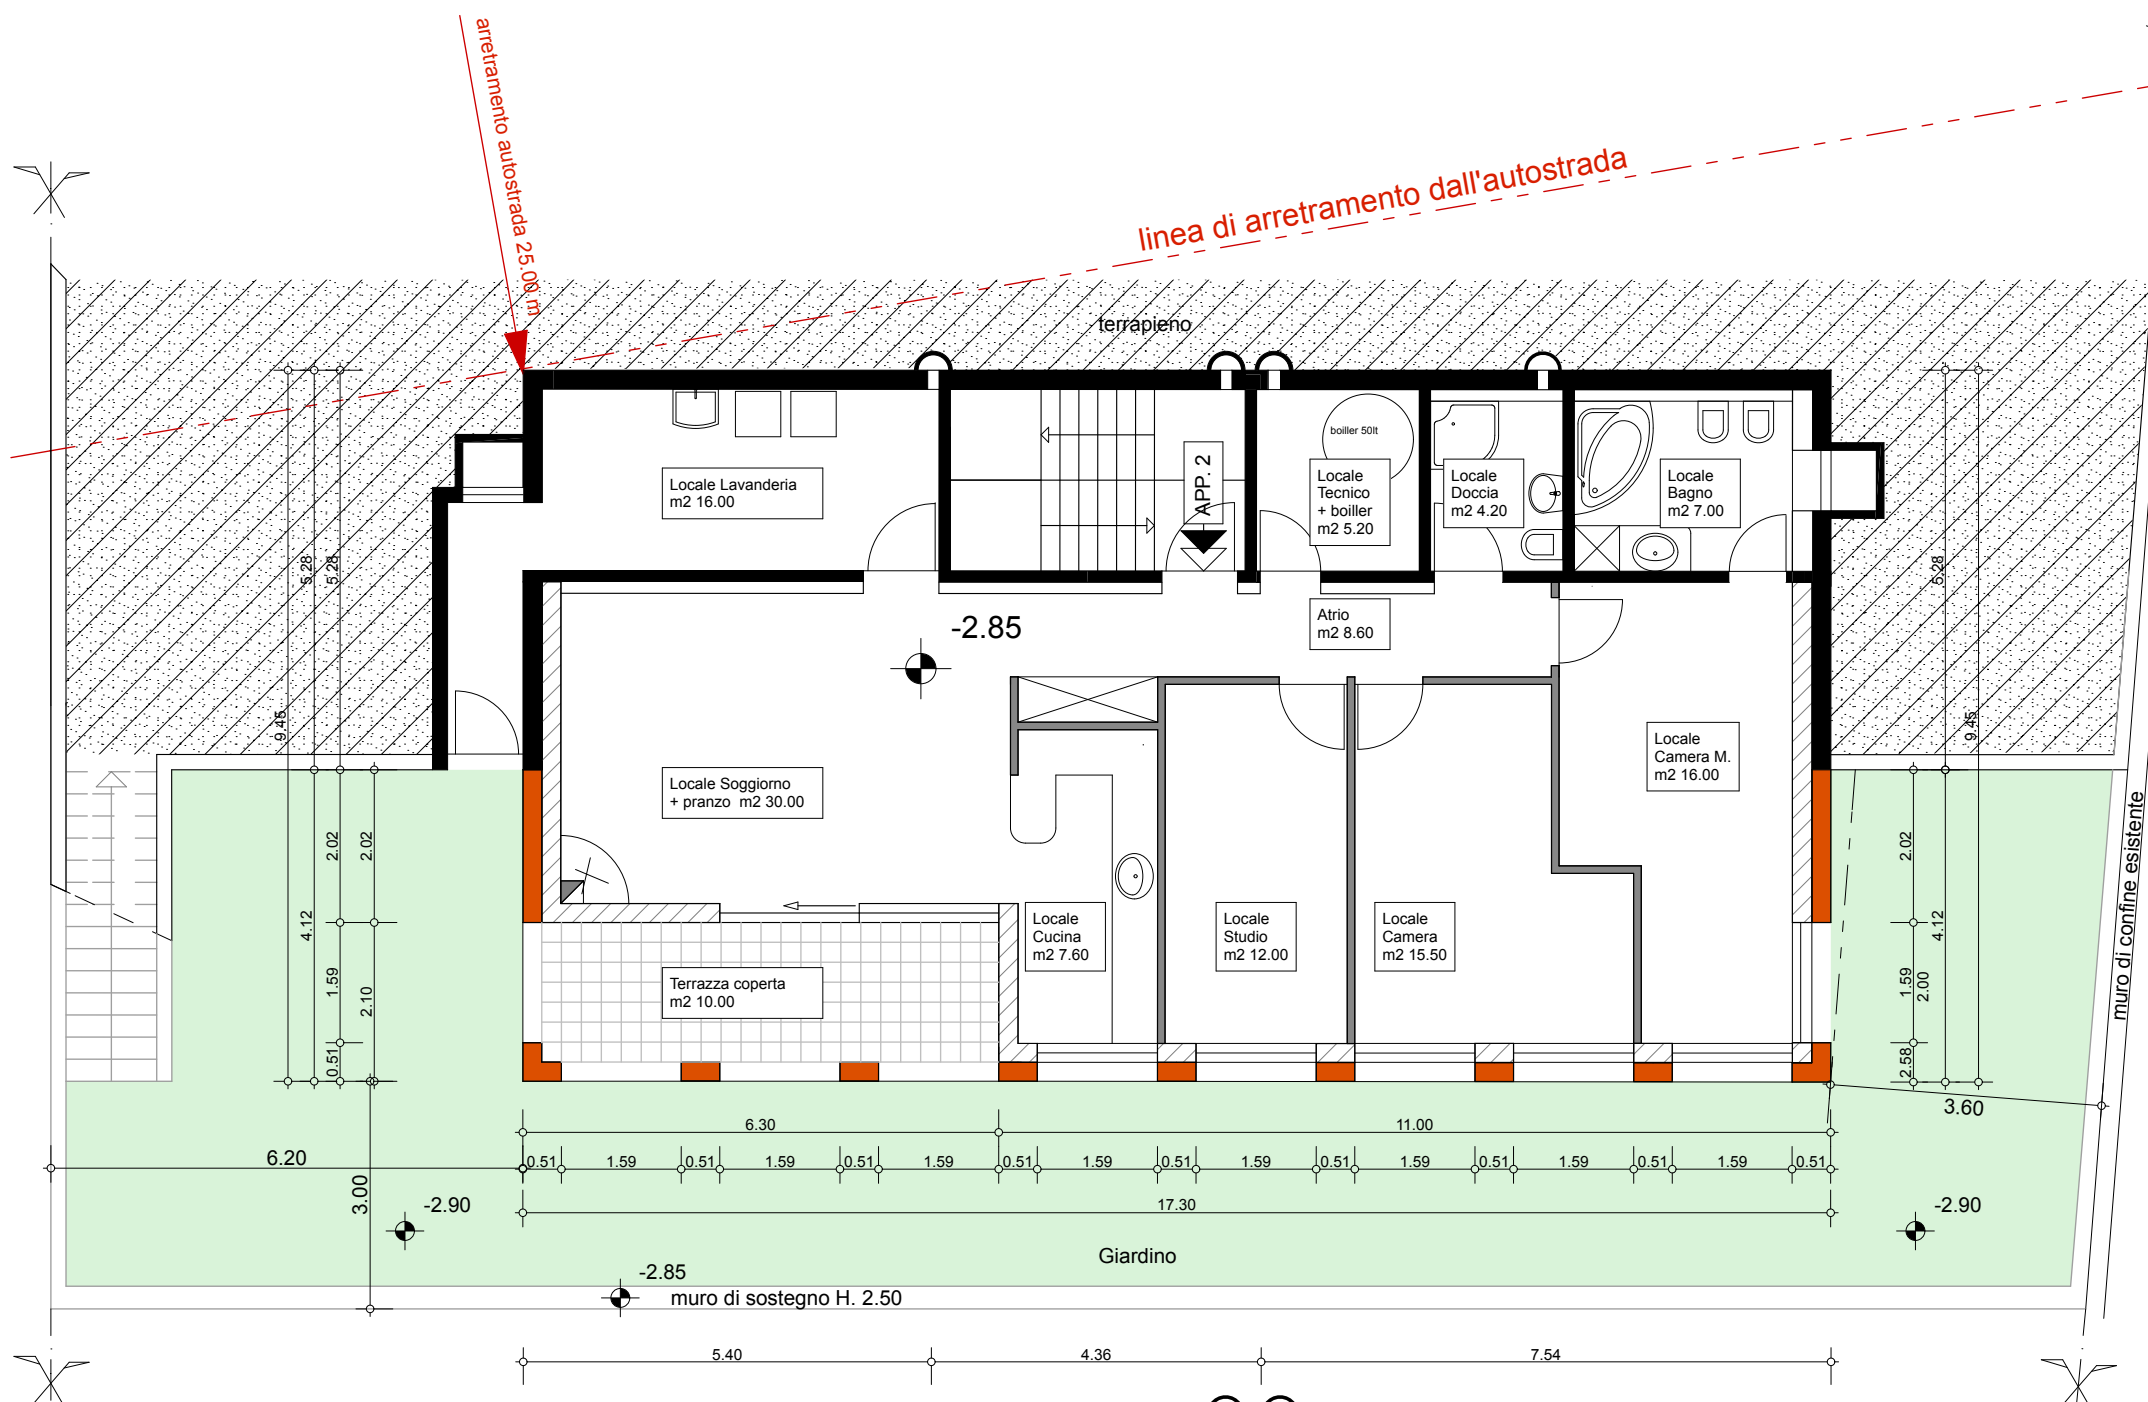 arretramento autostrada 25.00 m
linea di arretramento dall'autostrada
terrapieno
boiller 50lt
Locale Lavanderia
m2 16.00
APP. 2
Locale
Tecnico
+ boiller
m2 5.20
Locale
Doccia
m2 4.20
Locale
Bagno
m2 7.00
5.28
5.28
5.28
-2.85
Atrio
m2 8.60
9.45
9.45
Locale
Camera M.
m2 16.00
Locale Soggiorno
+ pranzo m2 30.00
muro di confine esistente
2.02
2.02
2.02
4.12
4.12
Locale
Cucina
m2 7.60
Locale
Studio
m2 12.00
Locale
Camera
m2 15.50
Terrazza coperta
m2 10.00
1.59
2.10
1.59
2.00
0.51
2.58
3.60
6.30
11.00
6.20
0.51
1.59
0.51
1.59
0.51
1.59
0.51
1.59
0.51
1.59
0.51
1.59
0.51
1.59
0.51
1.59
0.51
3.00
17.30
-2.90
-2.90
Giardino
-2.85
muro di sostegno H. 2.50
5.40
4.36
7.54